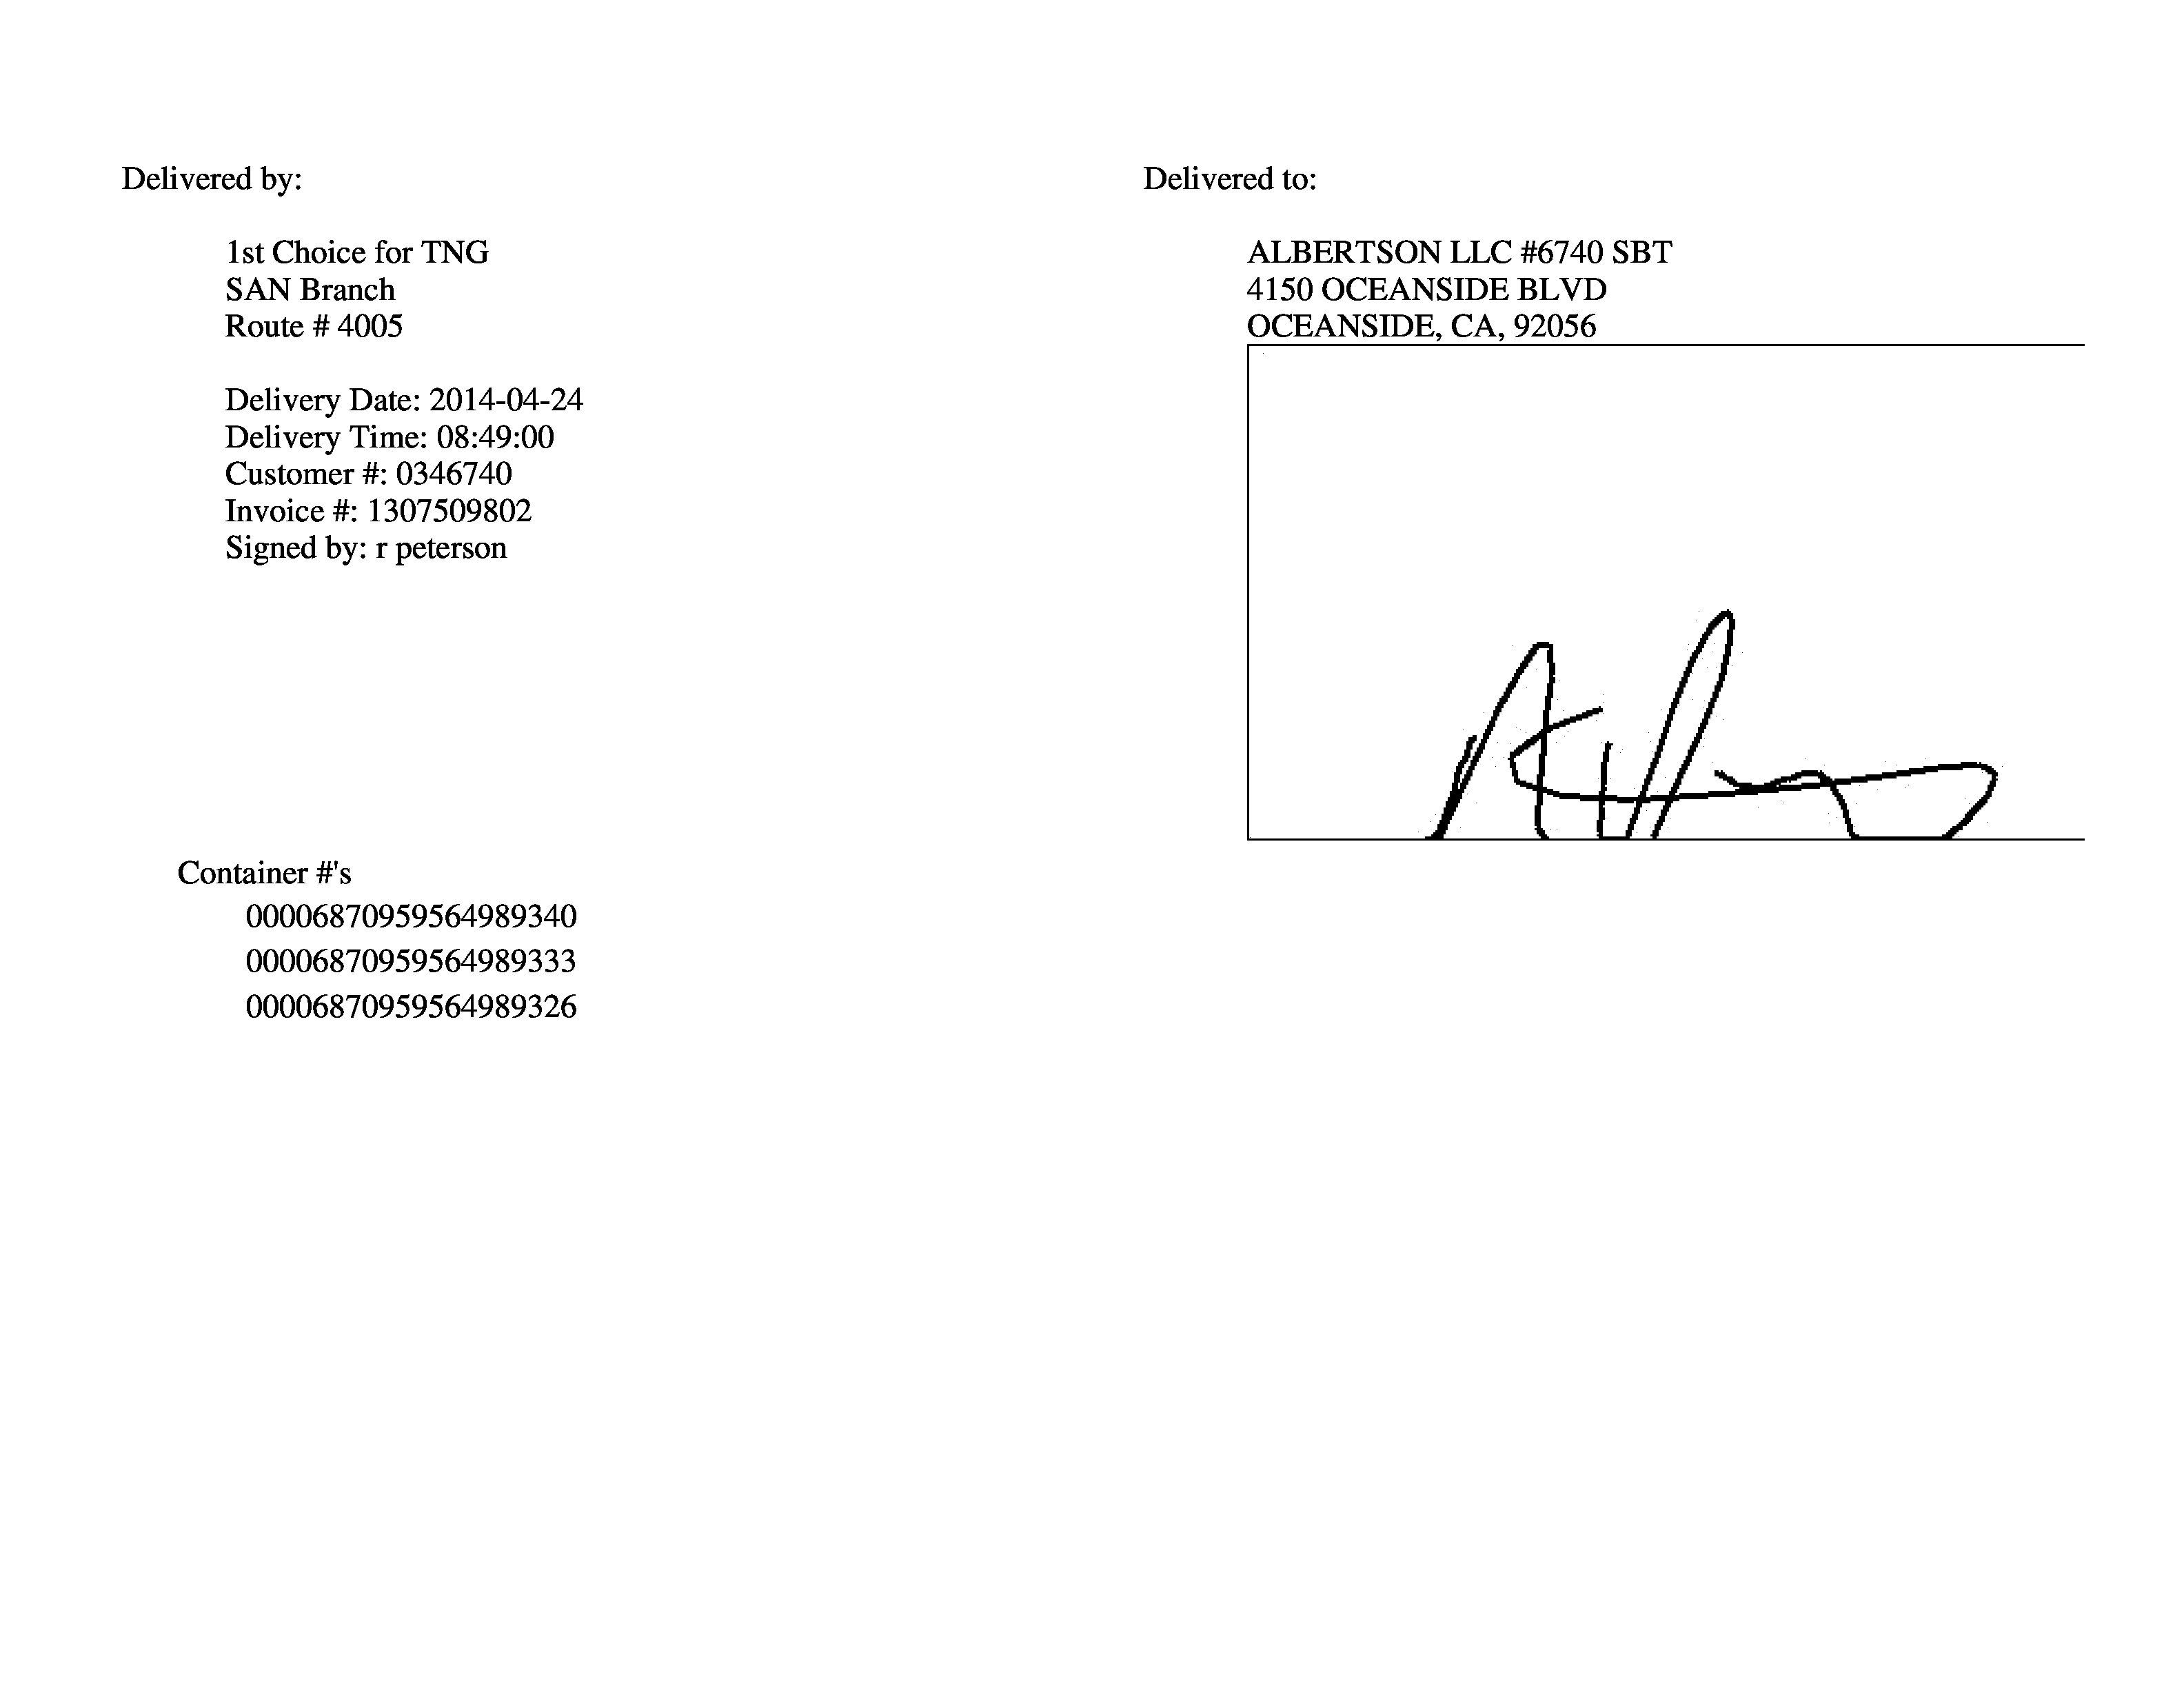 Delivered by:
1st Choice for TNG
SAN Branch
Route # 4005
Delivery Date: 2014-04-24
Delivery Time: 08:49:00
Customer #: 0346740
Invoice #: 1307509802
Signed by: r peterson
Delivered to:
ALBERTSON LLC #6740 SBT
4150 OCEANSIDE BLVD
OCEANSIDE, CA, 92056
Container #'s
00006870959564989340
00006870959564989333
00006870959564989326